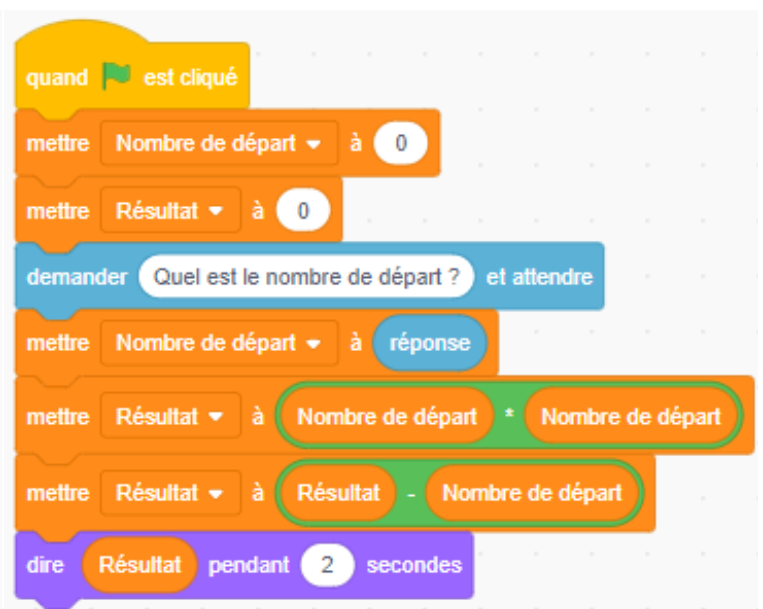 quand est cliqué
mettre Nombre de départ à 0
mettre Résultat à 0
demander Quel est le nombre de départ ? et attendre
mettre Nombre de départ à réponse
mettre Résultat à Nombre de départ * Nombre de départ
mettre Résultat à Résultat - Nombre de départ
dire Résultat pendant 2 secondes